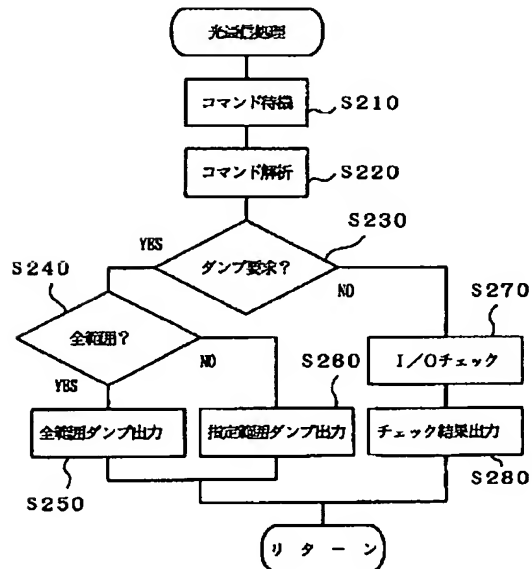 光通信処理
コマンド待機
S210
コマンド解析
S220
S230
YES
ダンプ要求?
NO
S240
全範囲?
YES
NO
S260
S270
I/Oチェック
全範囲ダンプ出力
指定範囲ダンプ出力
チェック結果出力
S250
S280
リターン